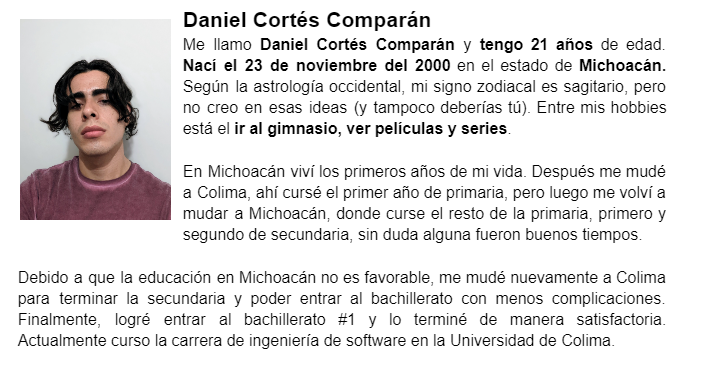 Daniel Cortés Comparán
Me llamo Daniel Cortés Comparán y tengo 21 años de edad.
Nací el 23 de noviembre del 2000 en el estado de Michoacán.
Según la astrología occidental, mi signo zodiacal es sagitario, pero
no creo en esas ideas (y tampoco deberías tú). Entre mis hobbies
está el ir al gimnasio, ver películas y series.
En Michoacán viví los primeros años de mi vida. Después me mudé
a Colima, ahí cursé el primer año de primaria, pero luego me volví a
mudar a Michoacán, donde curse el resto de la primaria, primero y
segundo de secundaria, sin duda alguna fueron buenos tiempos.
Debido a que la educación en Michoacán no es favorable, me mudé nuevamente a Colima
para terminar la secundaria y poder entrar al bachillerato con menos complicaciones.
Finalmente, logré entrar al bachillerato #1 y lo terminé de manera satisfactoria.
Actualmente curso la carrera de ingeniería de software en la Universidad de Colima.